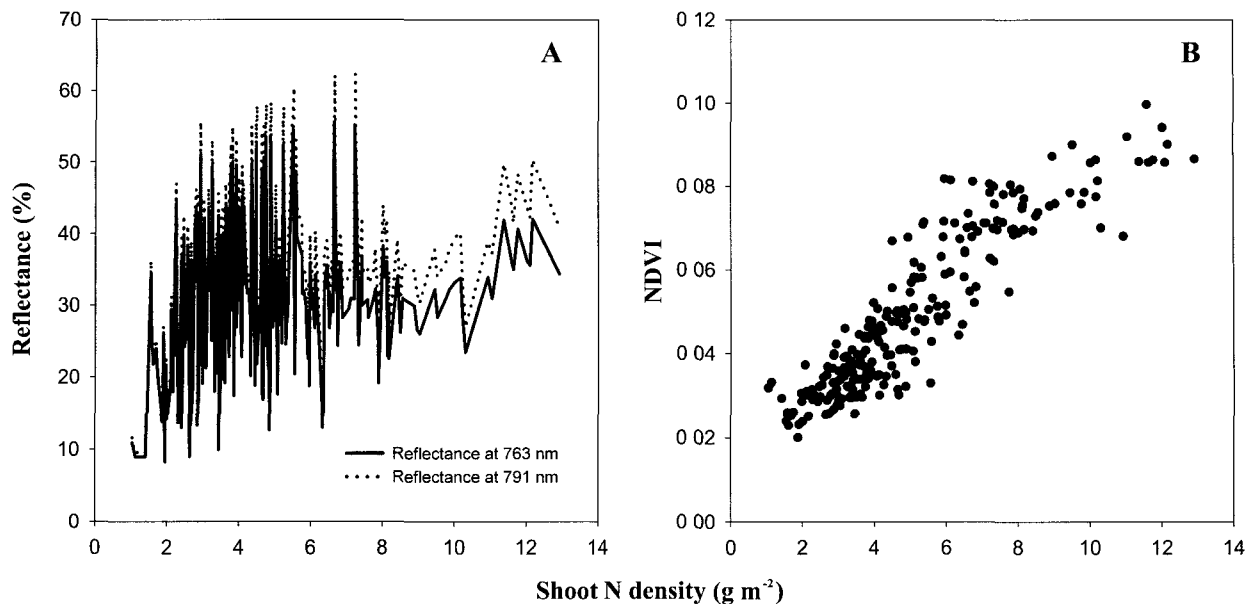 A
Reflectance (%)
70
60
50
40
30
20
10
0
0 2 4 6 8 10 12 14
Reflectance at 763 nm
Reflectance at 791 nm
B
NDVI
0 12
0 10
0 08
0 06
0 04
0 02
0 00
0 2 4 6 8 10 12 14
Shoot N density (g m⁻²)